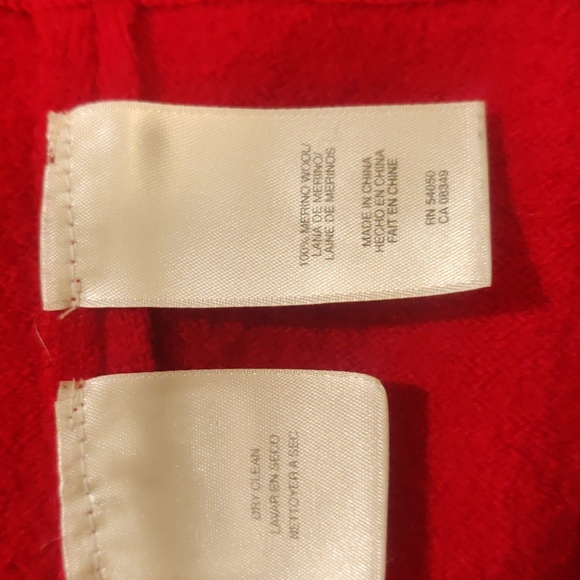 100% MERINO WOOL/
LANA DE MERINO/
LAINE DE MERINOS
MADE IN CHINA
HECHO EN CHINA
FAIT EN CHINE
RN 54050
CA 08349
DRY CLEAN
LAVAR EN SECO
NETTOYER A SEC